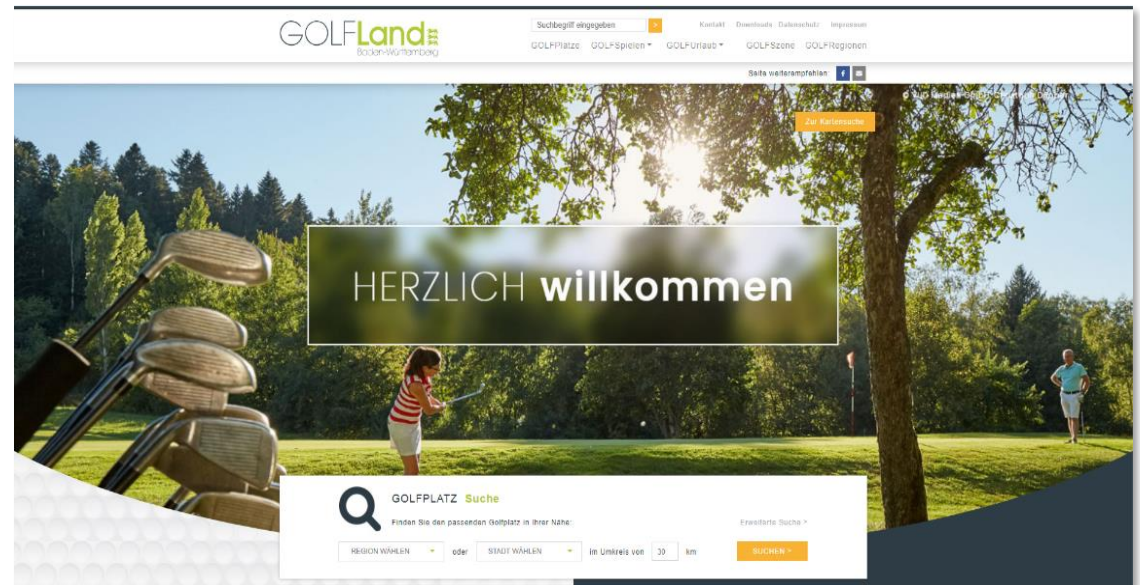 GOLFLand
Baden-Württemberg
Suchbegriff eingegeben >
Kontakt Downloads Datenschutz Impressum
GOLFPlätze GOLFSpielen GOLFUrlaub GOLFSzene GOLFRegionen
Seite weiterempfehlen f
Zur Kartensuche
HERZLICH willkommen
GOLFPLATZ Suche
Finden Sie den passenden Golfplatz in Ihrer Nähe:
Erweiterte Suche >
REGION WÄHLEN oder STADT WÄHLEN im Umkreis von 30 km SUCHEN >